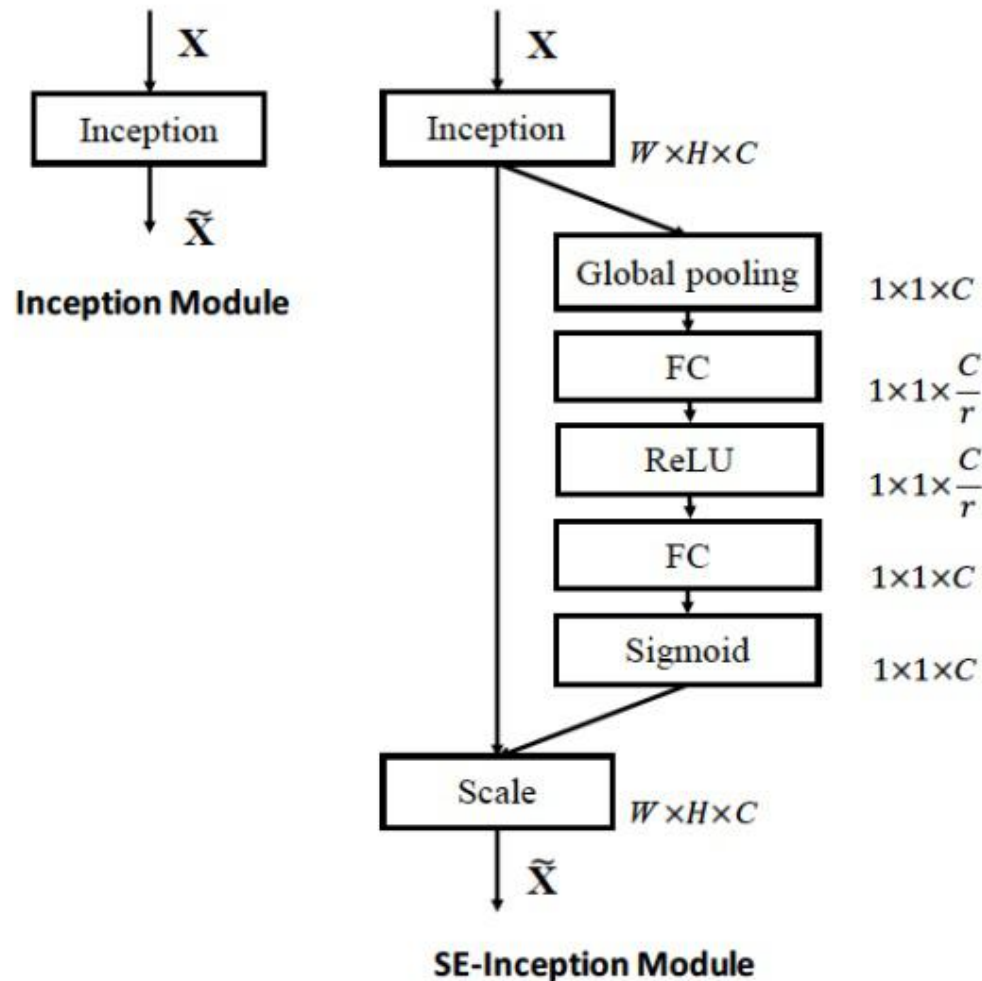 X
Inception
X̃
Inception Module
X
Inception
W×H×C
Global pooling
1×1×C
FC
1×1×C/r
ReLU
1×1×C/r
FC
1×1×C
Sigmoid
1×1×C
Scale
W×H×C
X̃
SE-Inception Module